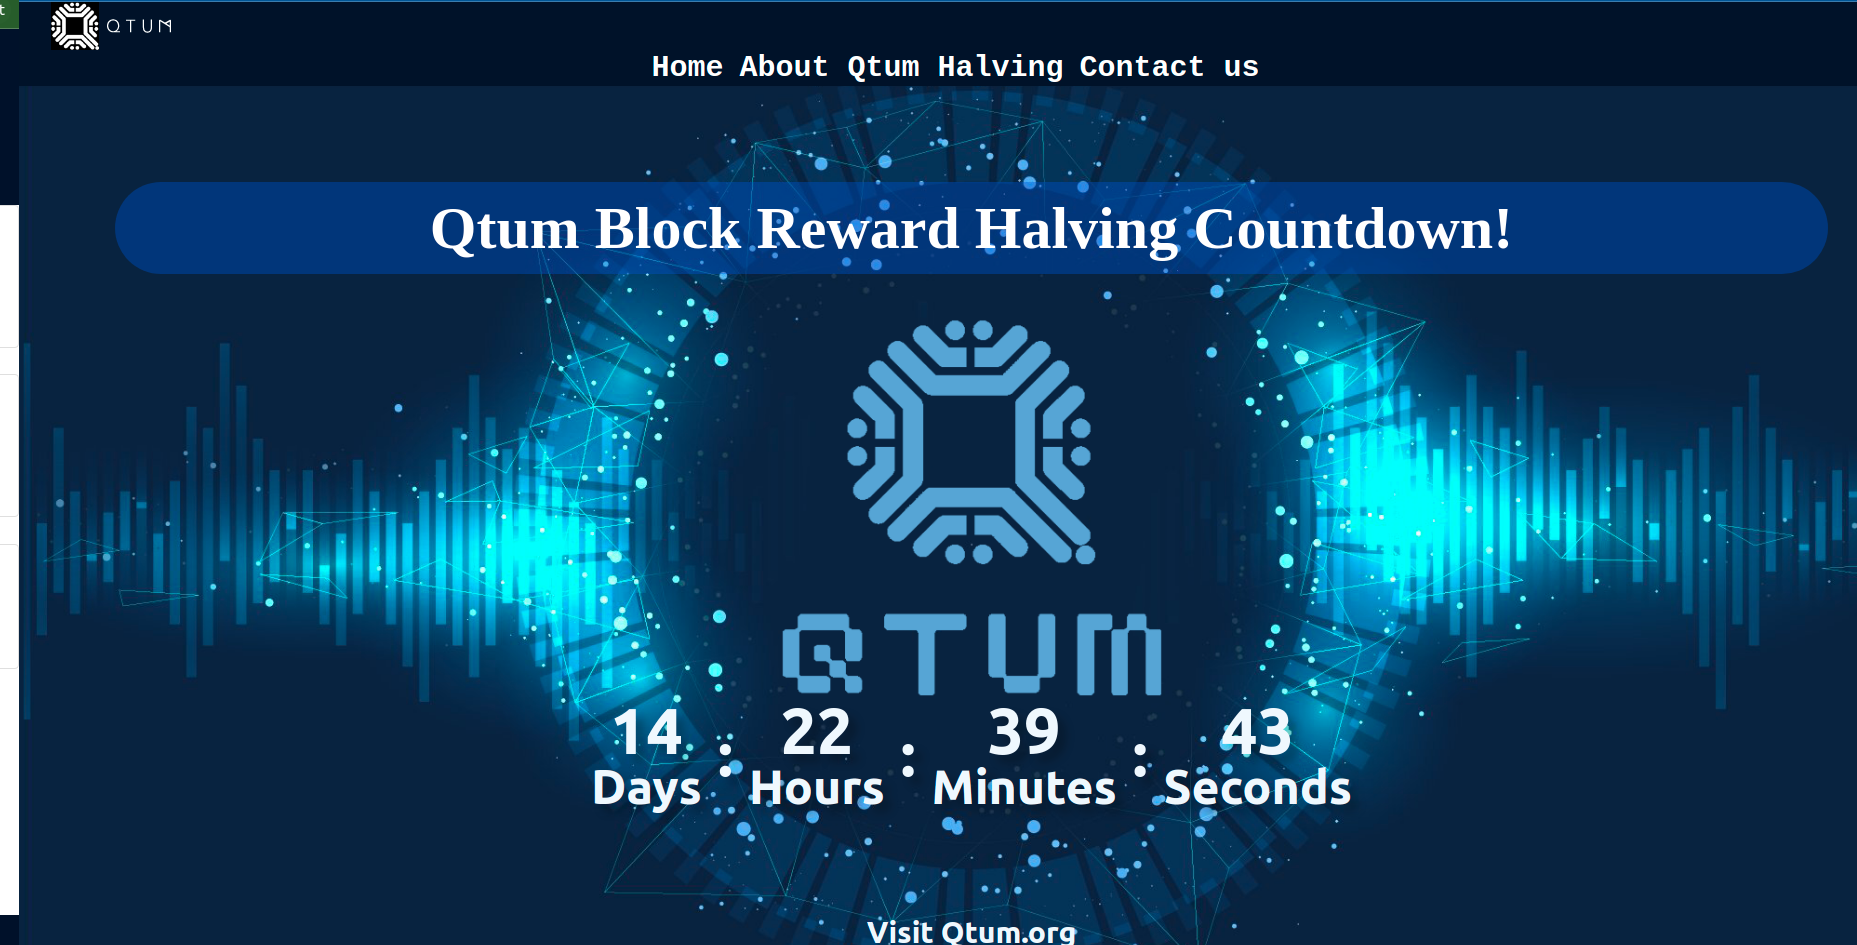 t
QTUM
Home About Qtum Halving Contact us
Qtum Block Reward Halving Countdown!
QTUM
14 : 22 : 39 : 43
Days Hours Minutes Seconds
Visit Qtum.org